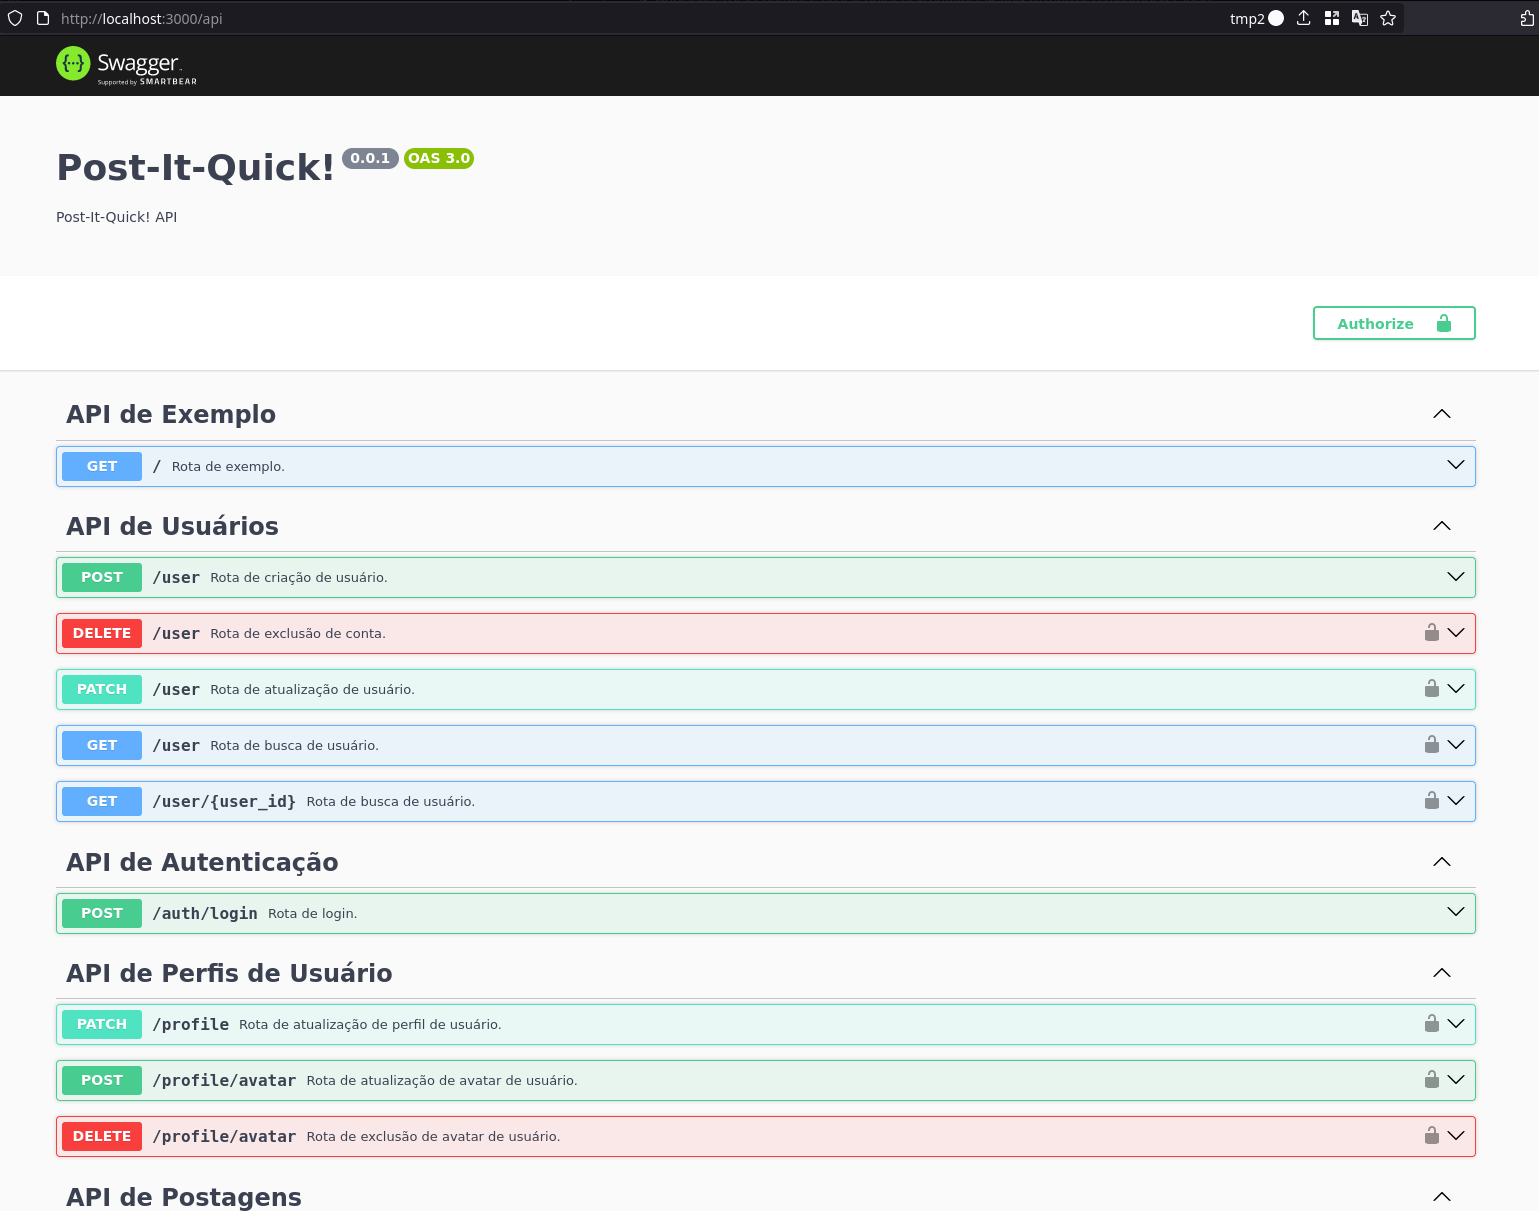 http://localhost:3000/api
tmp2
Swagger
Supported by SMARTBEAR
Post-It-Quick! 0.0.1 OAS 3.0
Post-It-Quick! API
Authorize
API de Exemplo
GET / Rota de exemplo.
API de Usuários
POST /user Rota de criação de usuário.
DELETE /user Rota de exclusão de conta.
PATCH /user Rota de atualização de usuário.
GET /user Rota de busca de usuário.
GET /user/{user_id} Rota de busca de usuário.
API de Autenticação
POST /auth/login Rota de login.
API de Perfis de Usuário
PATCH /profile Rota de atualização de perfil de usuário.
POST /profile/avatar Rota de atualização de avatar de usuário.
DELETE /profile/avatar Rota de exclusão de avatar de usuário.
API de Postagens